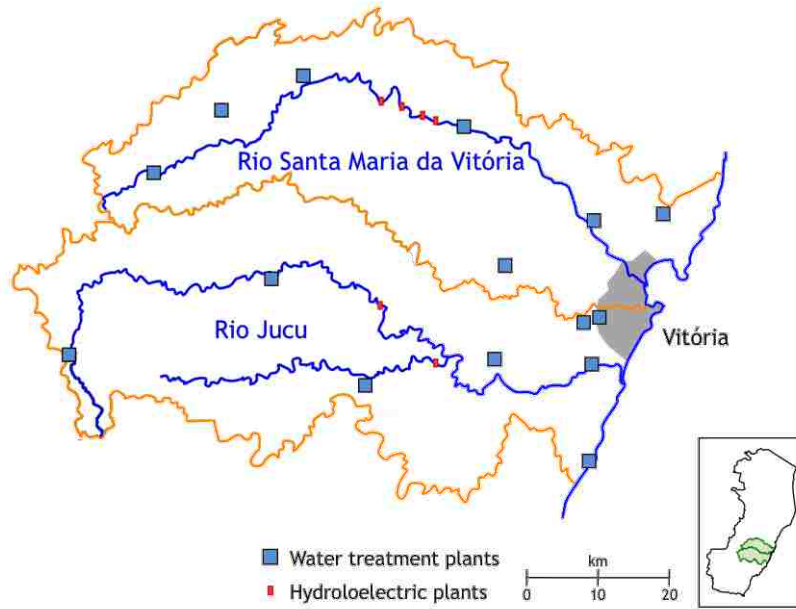 Rio Santa Maria da Vitória
Rio Jucu
Vitória
Water treatment plants
Hydroloelectric plants
km
0 10 20